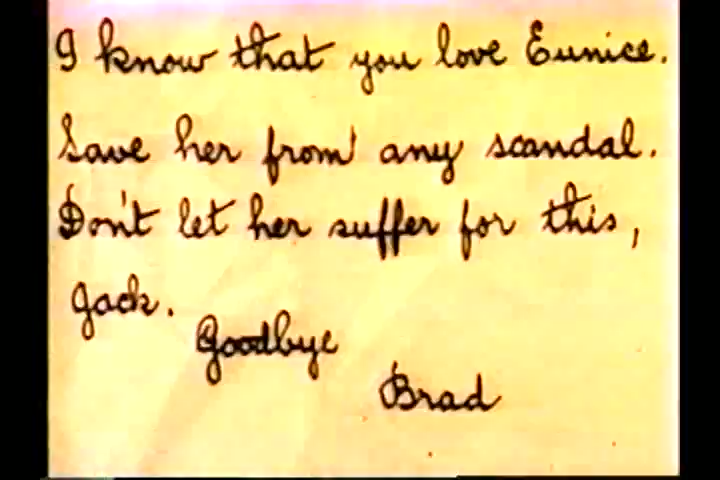 I know that you love Eunice.
Save her from any scandal.
Don't let her suffer for this,
Jack.
Goodbye
Brad